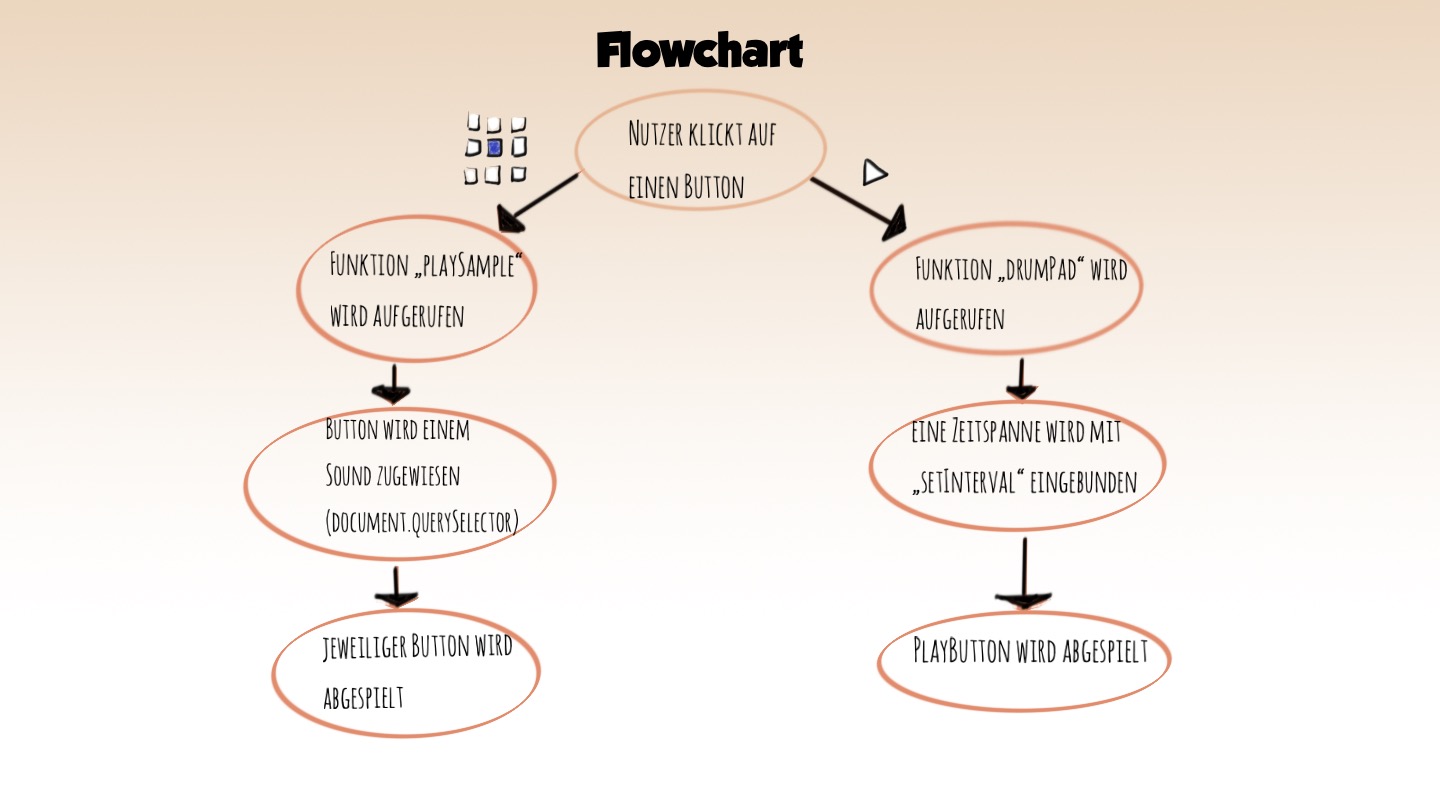 Flowchart
Nutzer klickt auf
einen Button
Funktion „playSample“
wird aufgerufen
Button wird einem
Sound zugewiesen
(document.querySelector)
jeweiliger Button wird
abgespielt
Funktion „drumPad“ wird
aufgerufen
eine Zeitspanne wird mit
„setInterval“ eingebunden
PlayButton wird abgespielt